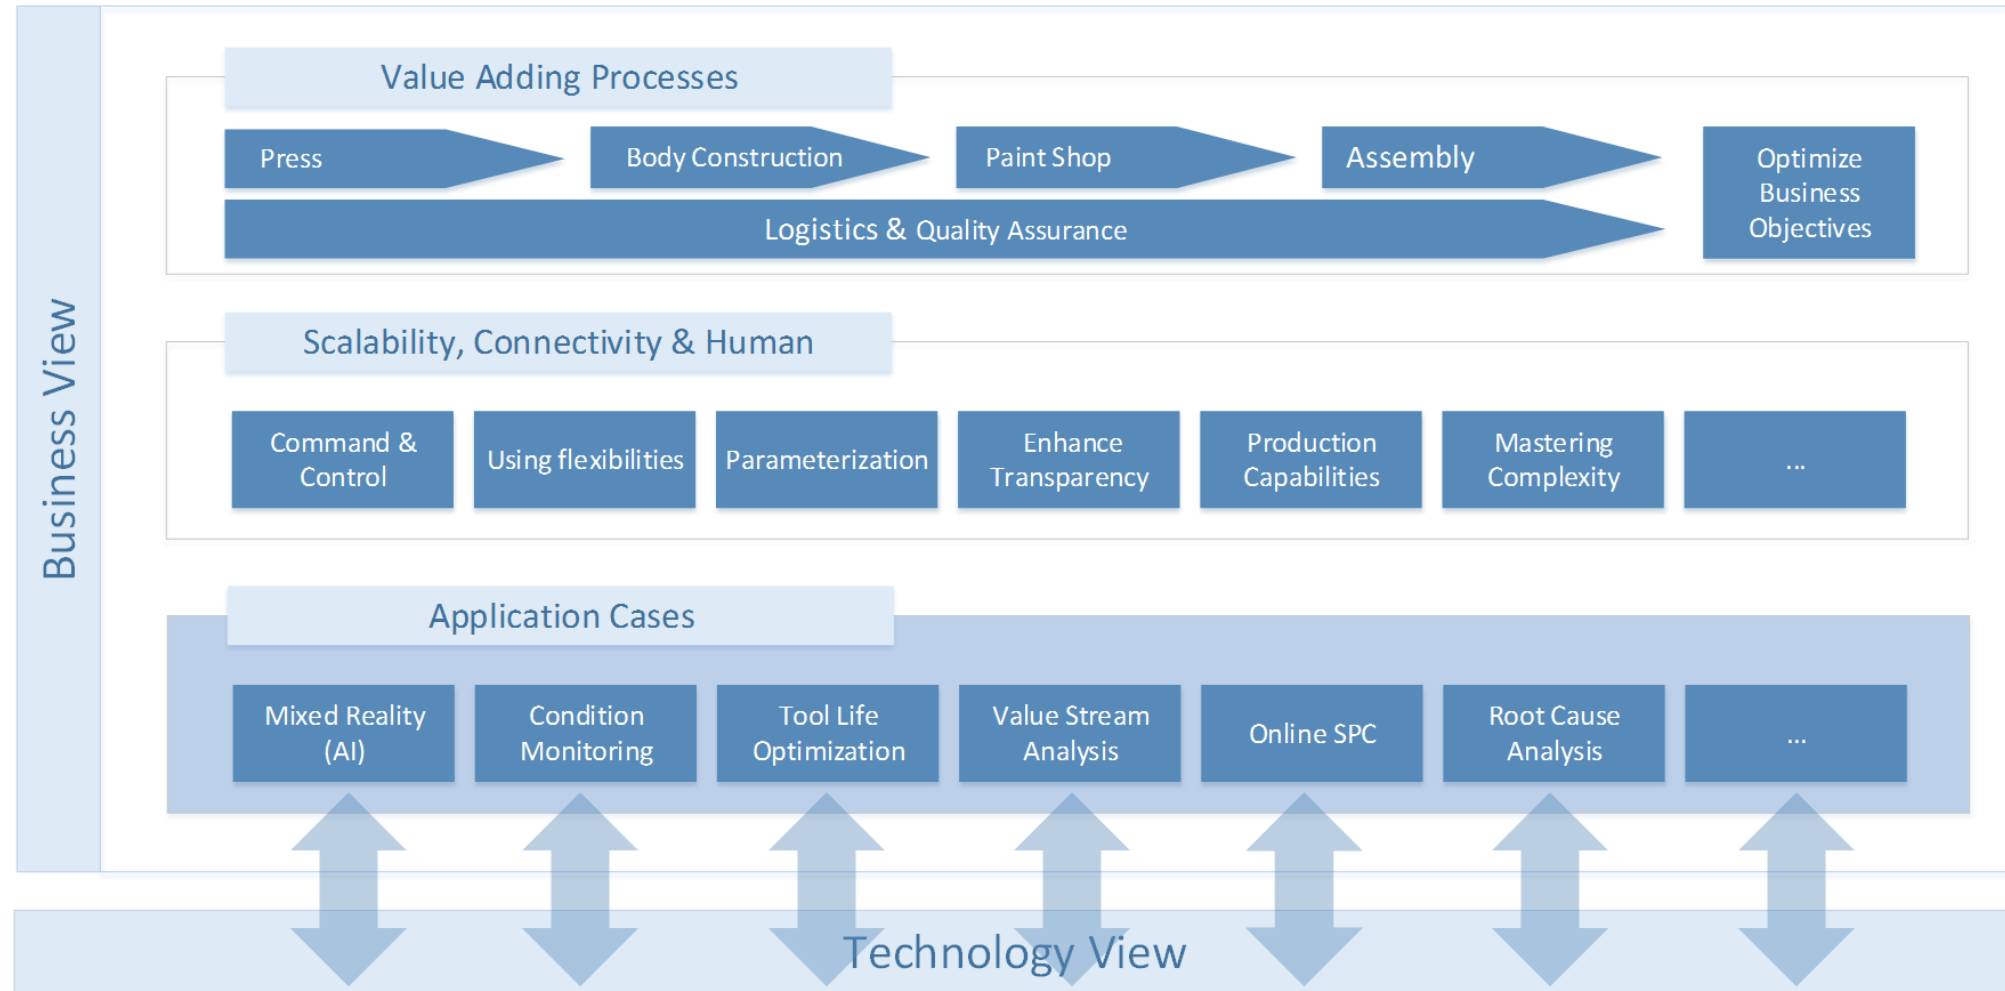 Business View
Value Adding Processes
Press
Body Construction
Paint Shop
Assembly
Logistics & Quality Assurance
Optimize
Business
Objectives
Scalability, Connectivity & Human
Command &
Control
Using flexibilities
Parameterization
Enhance
Transparency
Production
Capabilities
Mastering
Complexity
...
Application Cases
Mixed Reality
(AI)
Condition
Monitoring
Tool Life
Optimization
Value Stream
Analysis
Online SPC
Root Cause
Analysis
...
Technology View